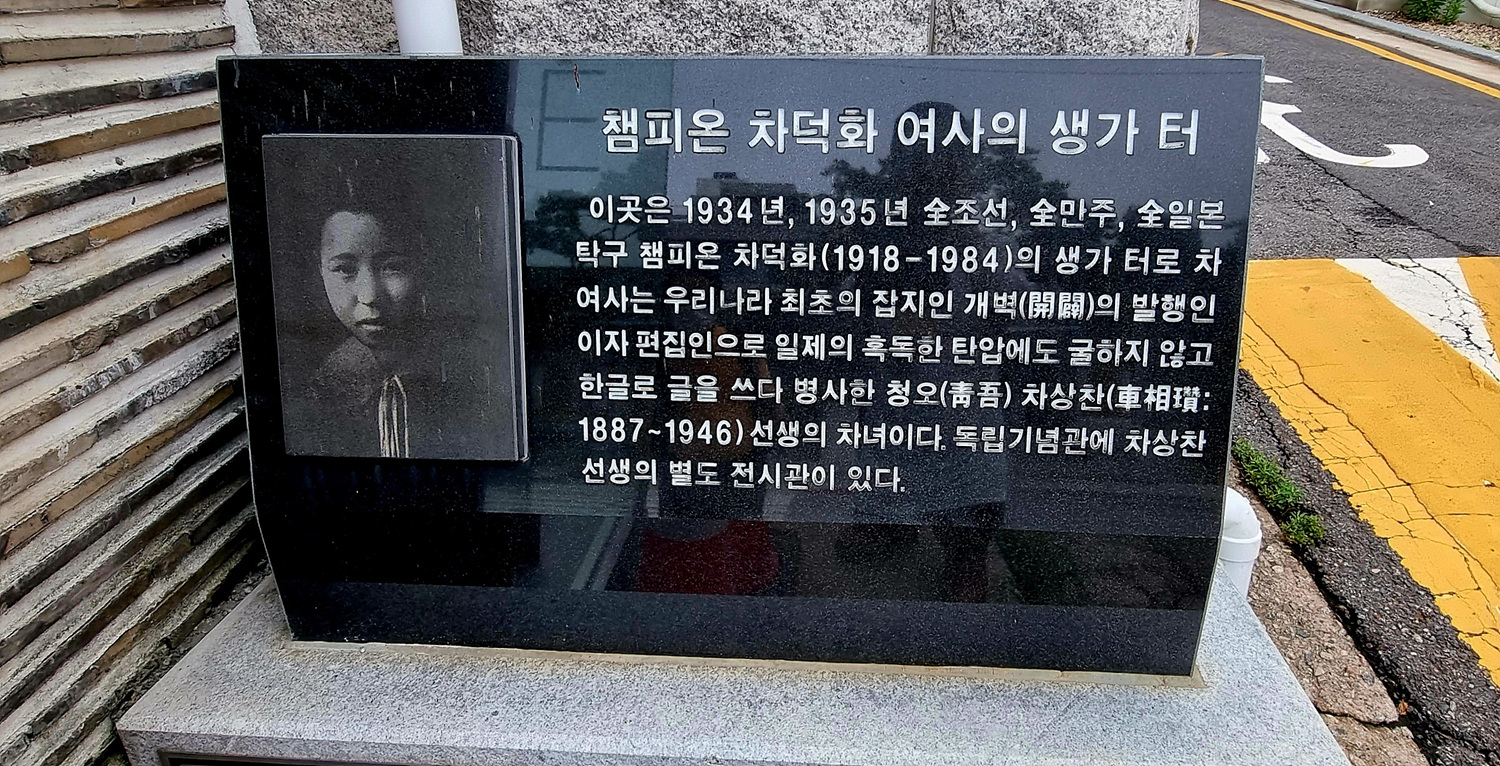 챔피온 차덕화 여사의 생가 터
이곳은 1934년, 1935년 全조선, 全만주, 全일본
탁구 챔피온 차덕화(1918-1984)의 생가 터로 차
여사는 우리나라 최초의 잡지인 개벽(開闢)의 발행인
이자 편집인으로 일제의 혹독한 탄압에도 굴하지 않고
한글로 글을 쓰다 병사한 청오(靑吾) 차상찬(車相瓚:
1887~1946) 선생의 차녀이다. 독립기념관에 차상찬
선생의 별도 전시관이 있다.